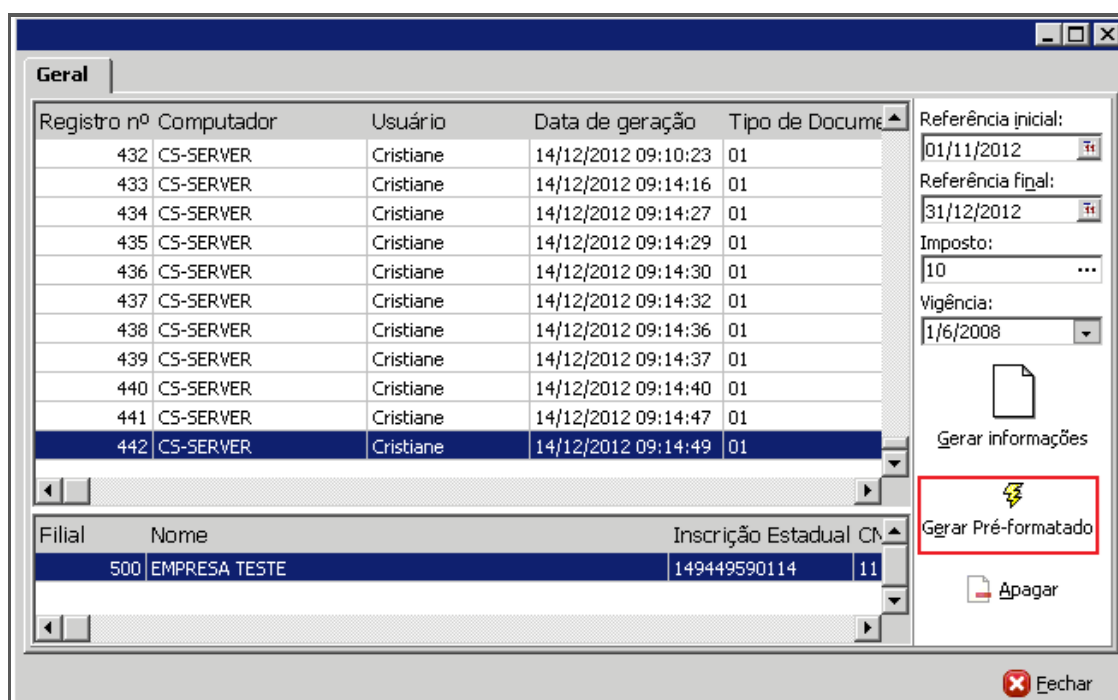 Geral
Registro nº Computador Usuário Data de geração Tipo de Docume
432 CS-SERVER Cristiane 14/12/2012 09:10:23 01
433 CS-SERVER Cristiane 14/12/2012 09:14:16 01
434 CS-SERVER Cristiane 14/12/2012 09:14:27 01
435 CS-SERVER Cristiane 14/12/2012 09:14:29 01
436 CS-SERVER Cristiane 14/12/2012 09:14:30 01
437 CS-SERVER Cristiane 14/12/2012 09:14:32 01
438 CS-SERVER Cristiane 14/12/2012 09:14:36 01
439 CS-SERVER Cristiane 14/12/2012 09:14:37 01
440 CS-SERVER Cristiane 14/12/2012 09:14:40 01
441 CS-SERVER Cristiane 14/12/2012 09:14:47 01
442 CS-SERVER Cristiane 14/12/2012 09:14:49 01
Filial Nome Inscrição Estadual CN
500 EMPRESA TESTE 149449590114 11
Referência inicial:
01/11/2012
Referência final:
31/12/2012
Imposto:
10 ...
Vigência:
1/6/2008
Gerar informações
Gerar Pré-formatado
Apagar
Fechar